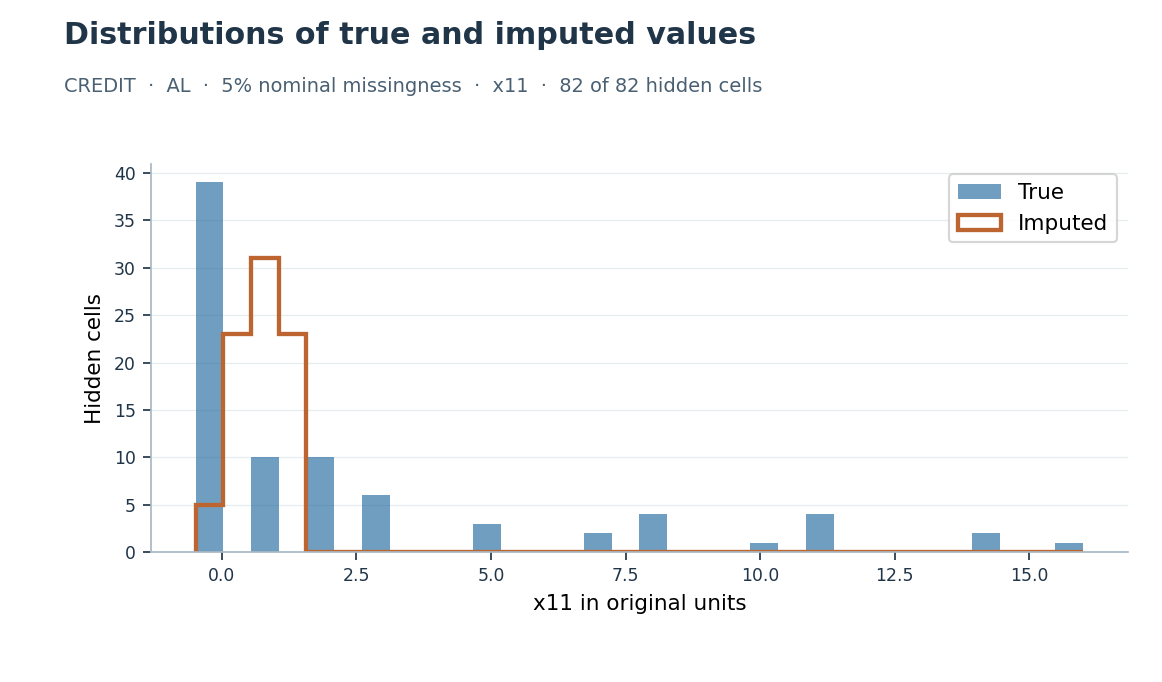 Distributions of true and imputed values
CREDIT · AL · 5% nominal missingness · x11 · 82 of 82 hidden cells
True
Imputed
Hidden cells
40
35
30
25
20
15
10
5
0
0.0 2.5 5.0 7.5 10.0 12.5 15.0
x11 in original units